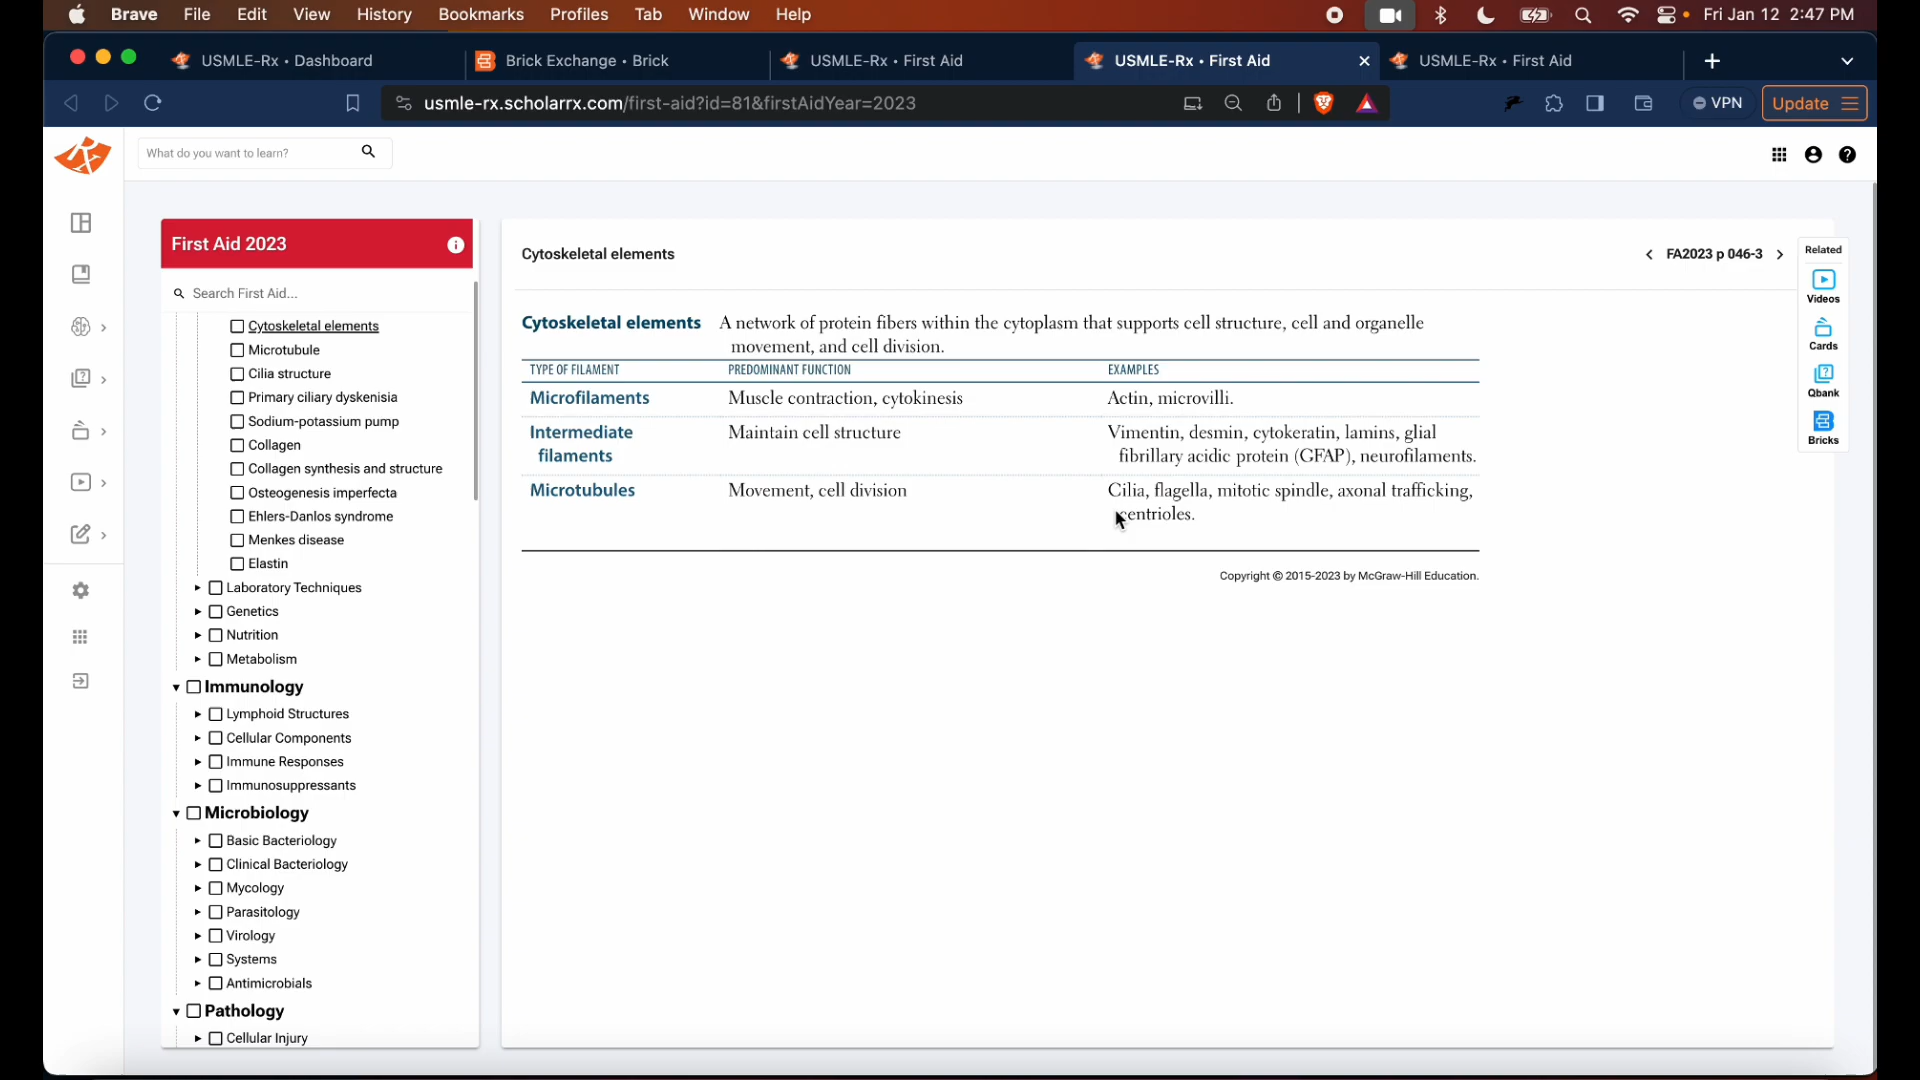 Brave File Edit View History Bookmarks Profiles Tab Window Help Fri Jan 12 2:47 PM
USMLE-Rx • Dashboard
Brick Exchange • Brick
USMLE-Rx • First Aid
USMLE-Rx • First Aid
USMLE-Rx • First Aid
usmle-rx.scholarrx.com/first-aid?id=81&firstAidYear=2023
VPN
Update
What do you want to learn?
First Aid 2023
Search First Aid...
Cytoskeletal elements
Microtubule
Cilia structure
Primary ciliary dyskenisia
Sodium-potassium pump
Collagen
Collagen synthesis and structure
Osteogenesis imperfecta
Ehlers-Danlos syndrome
Menkes disease
Elastin
Laboratory Techniques
Genetics
Nutrition
Metabolism
Immunology
Lymphoid Structures
Cellular Components
Immune Responses
Immunosuppressants
Microbiology
Basic Bacteriology
Clinical Bacteriology
Mycology
Parasitology
Virology
Systems
Antimicrobials
Pathology
Cellular Injury
Cytoskeletal elements
FA2023 p 046-3
Cytoskeletal elements A network of protein fibers within the cytoplasm that supports cell structure, cell and organelle
movement, and cell division.
TYPE OF FILAMENT PREDOMINANT FUNCTION EXAMPLES
Microfilaments Muscle contraction, cytokinesis Actin, microvilli.
Intermediate Maintain cell structure Vimentin, desmin, cytokeratin, lamins, glial
filaments fibrillary acidic protein (GFAP), neurofilaments.
Microtubules Movement, cell division Cilia, flagella, mitotic spindle, axonal trafficking,
centrioles.
Copyright © 2015-2023 by McGraw-Hill Education.
Related
Videos
Cards
Qbank
Bricks